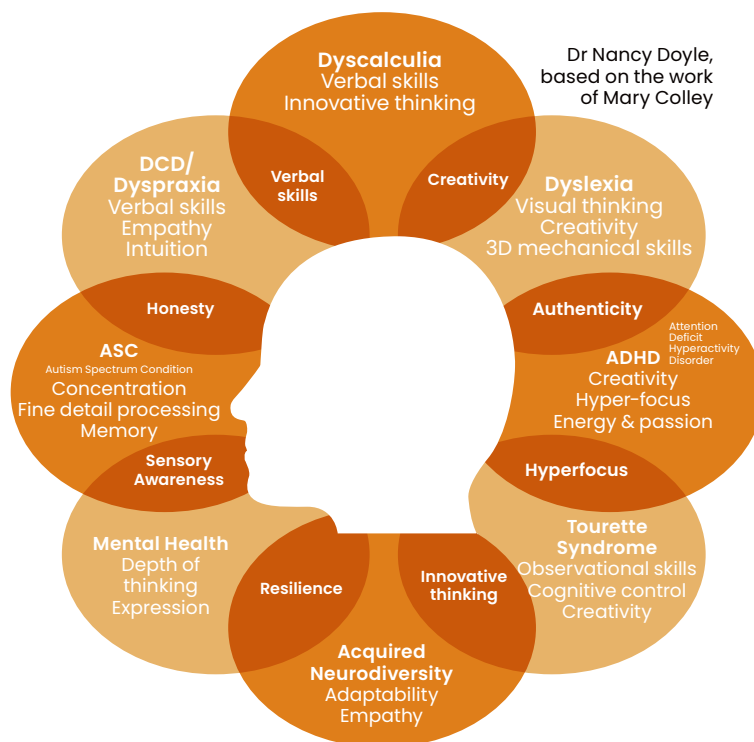 Dyscalculia
Verbal skills
Innovative thinking
Dr Nancy Doyle,
based on the work
of Mary Colley
DCD/
Dyspraxia
Verbal skills
Empathy
Intuition
Verbal
skills
Creativity
Dyslexia
Visual thinking
Creativity
3D mechanical skills
Honesty
Authenticity
ASC
Autism Spectrum Condition
Concentration
Fine detail processing
Memory
ADHD
Attention
Deficit
Hyperactivity
Disorder
Creativity
Hyper-focus
Energy & passion
Sensory
Awareness
Hyperfocus
Mental Health
Depth of
thinking
Expression
Resilience
Innovative
thinking
Tourette
Syndrome
Observational skills
Cognitive control
Creativity
Acquired
Neurodiversity
Adaptability
Empathy